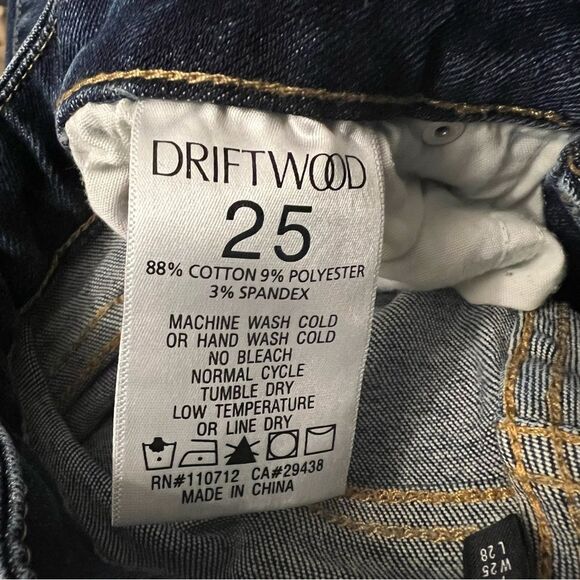 DRIFTWOOD
25
88% COTTON 9% POLYESTER
3% SPANDEX
MACHINE WASH COLD
OR HAND WASH COLD
NO BLEACH
NORMAL CYCLE
TUMBLE DRY
LOW TEMPERATURE
OR LINE DRY
RN#110712 CA#29438
MADE IN CHINA
W 25
L 28